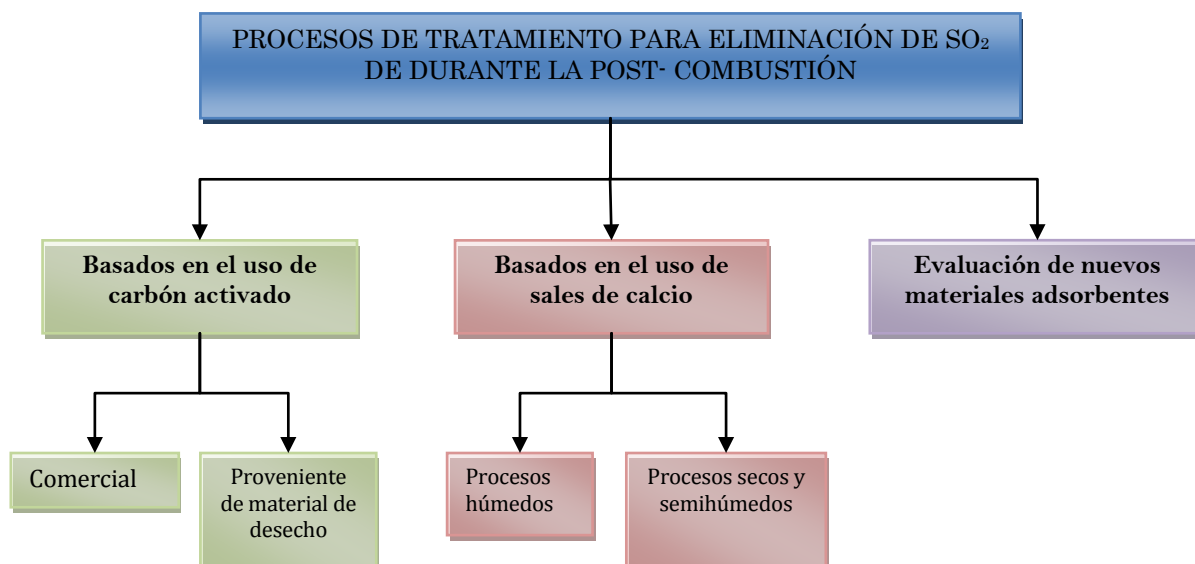 PROCESOS DE TRATAMIENTO PARA ELIMINACIÓN DE SO₂
DE DURANTE LA POST- COMBUSTIÓN
Basados en el uso de
carbón activado
Basados en el uso de
sales de calcio
Evaluación de nuevos
materiales adsorbentes
Comercial
Proveniente
de material de
desecho
Procesos
húmedos
Procesos secos y
semihúmedos